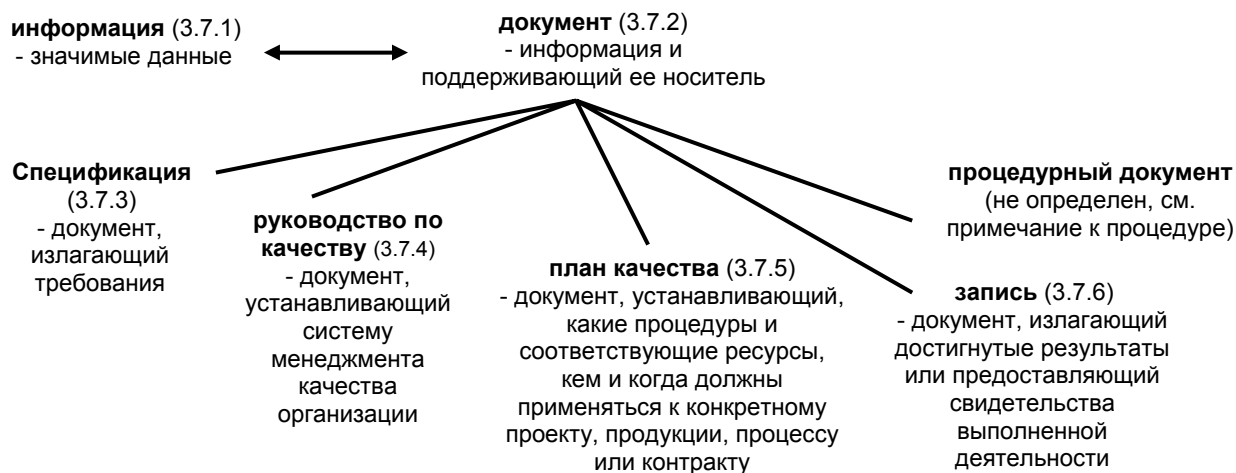 информация (3.7.1)
- значимые данные
документ (3.7.2)
- информация и
поддерживающий ее носитель
Спецификация
(3.7.3)
- документ,
излагающий
требования
руководство по
качеству (3.7.4)
- документ,
устанавливающий
систему
менеджмента
качества
организации
план качества (3.7.5)
- документ, устанавливающий,
какие процедуры и
соответствующие ресурсы,
кем и когда должны
применяться к конкретному
проекту, продукции, процессу
или контракту
процедурный документ
(не определен, см.
примечание к процедуре)
запись (3.7.6)
- документ, излагающий
достигнутые результаты
или предоставляющий
свидетельства
выполненной
деятельности